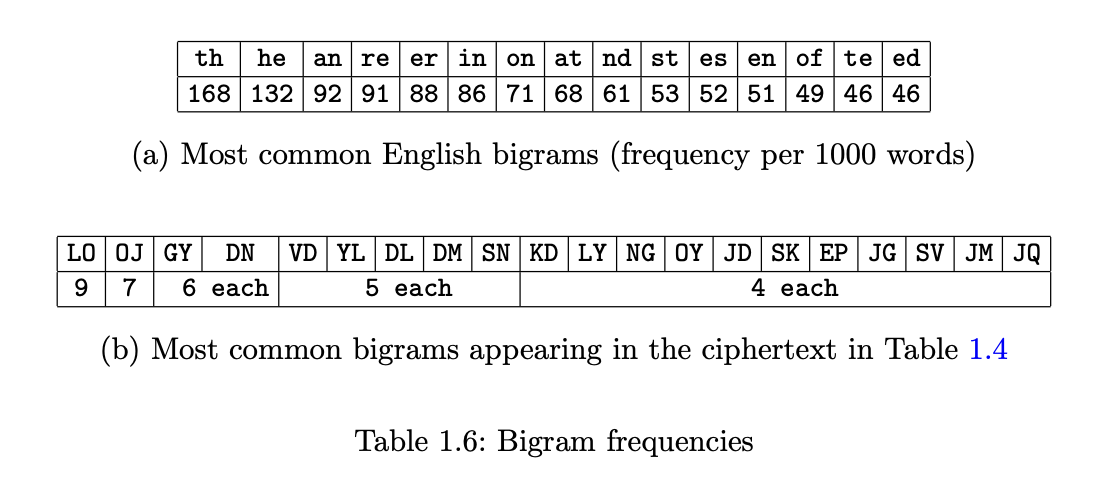 th he an re er in on at nd st es en of te ed
168 132 92 91 88 86 71 68 61 53 52 51 49 46 46
(a) Most common English bigrams (frequency per 1000 words)
LO OJ GY DN VD YL DL DM SN KD LY NG OY JD SK EP JG SV JM JQ
9 7 6 each 5 each 4 each
(b) Most common bigrams appearing in the ciphertext in Table 1.4
Table 1.6: Bigram frequencies